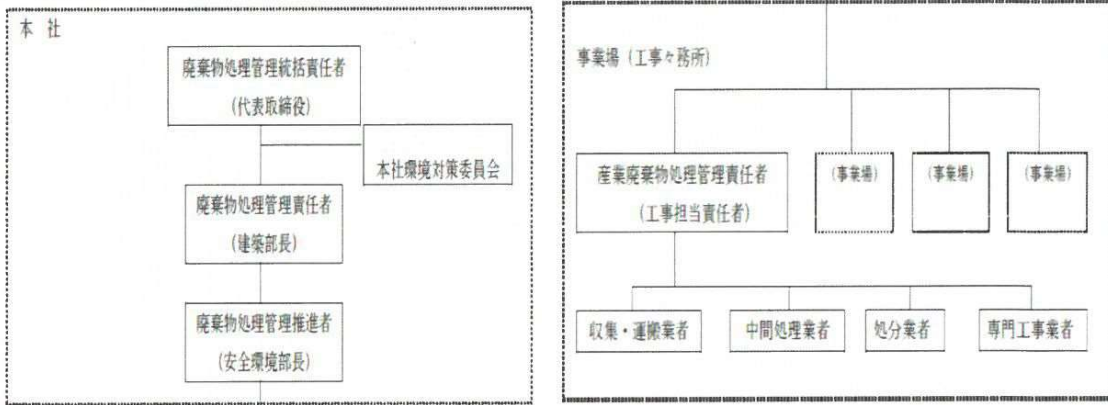 本 社
廃棄物処理管理統括責任者
(代表取締役)
本社環境対策委員会
廃棄物処理管理責任者
(建築部長)
廃棄物処理管理推進者
(安全環境部長)
事業場 (工事々務所)
産業廃棄物処理管理責任者
(工事担当責任者)
(事業場)
(事業場)
(事業場)
収集・運搬業者
中間処理業者
処分業者
専門工事業者